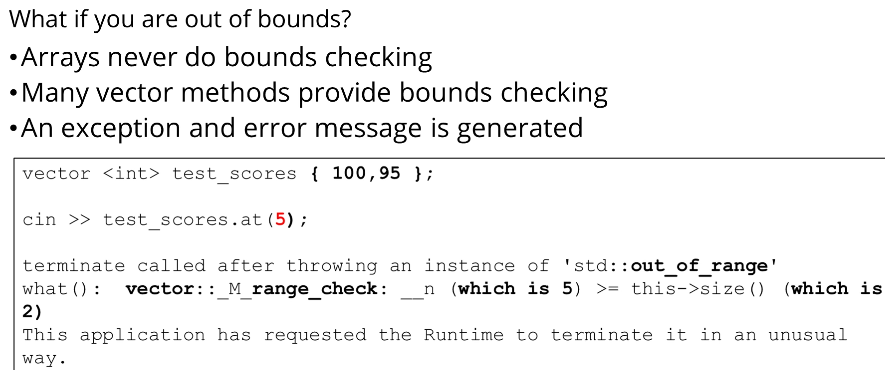 What if you are out of bounds?
•Arrays never do bounds checking
•Many vector methods provide bounds checking
•An exception and error message is generated
vector <int> test_scores { 100,95 };
cin >> test_scores.at(5);
terminate called after throwing an instance of 'std::out_of_range'
what(): vector::_M_range_check: __n (which is 5) >= this->size() (which is
2)
This application has requested the Runtime to terminate it in an unusual
way.